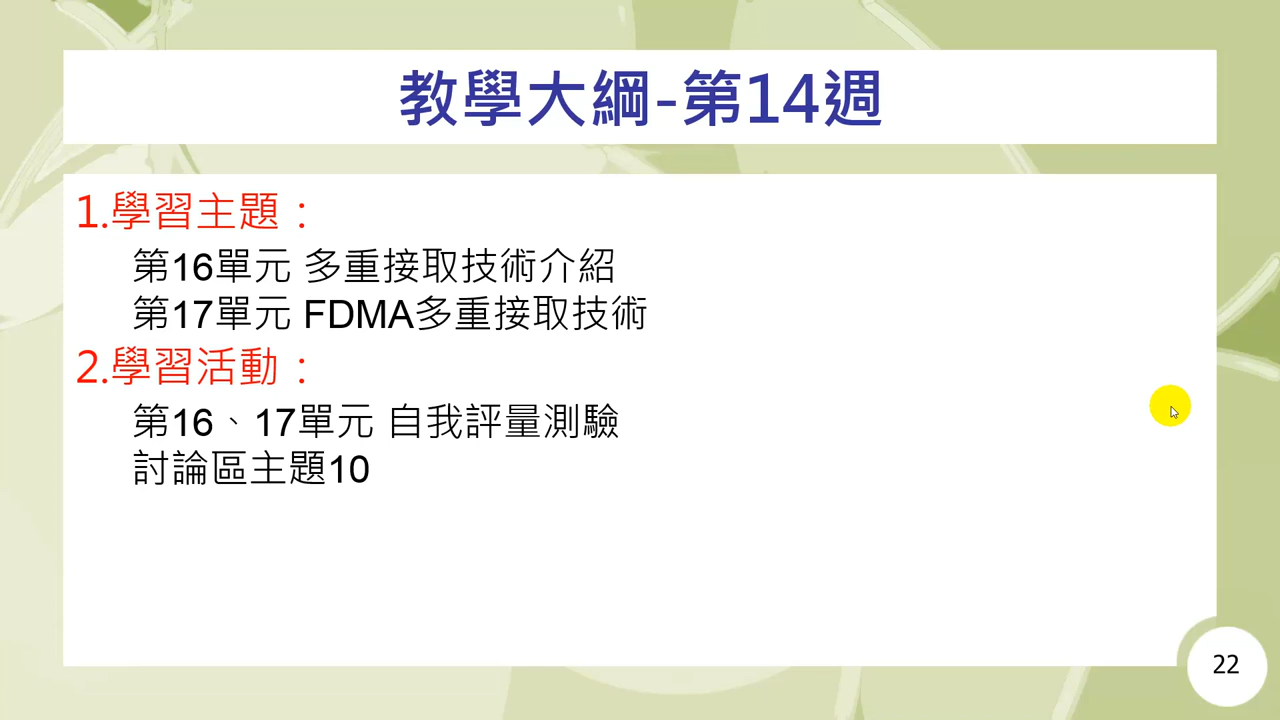 教學大綱-第14週
1.學習主題：
第16單元 多重接取技術介紹
第17單元 FDMA多重接取技術
2.學習活動：
第16、17單元 自我評量測驗
討論區主題10
22